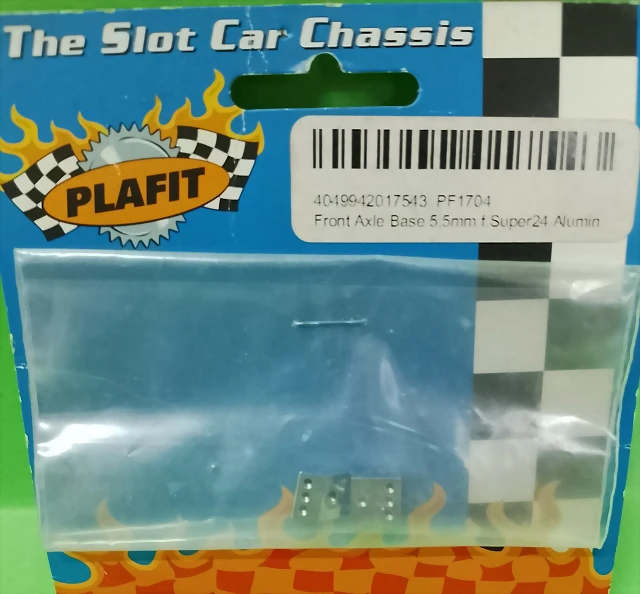 The Slot Car Chassis
PLAFIT
4049942017543 PF1704
Front Axle Base 5,5mm f.Super24 Alumin